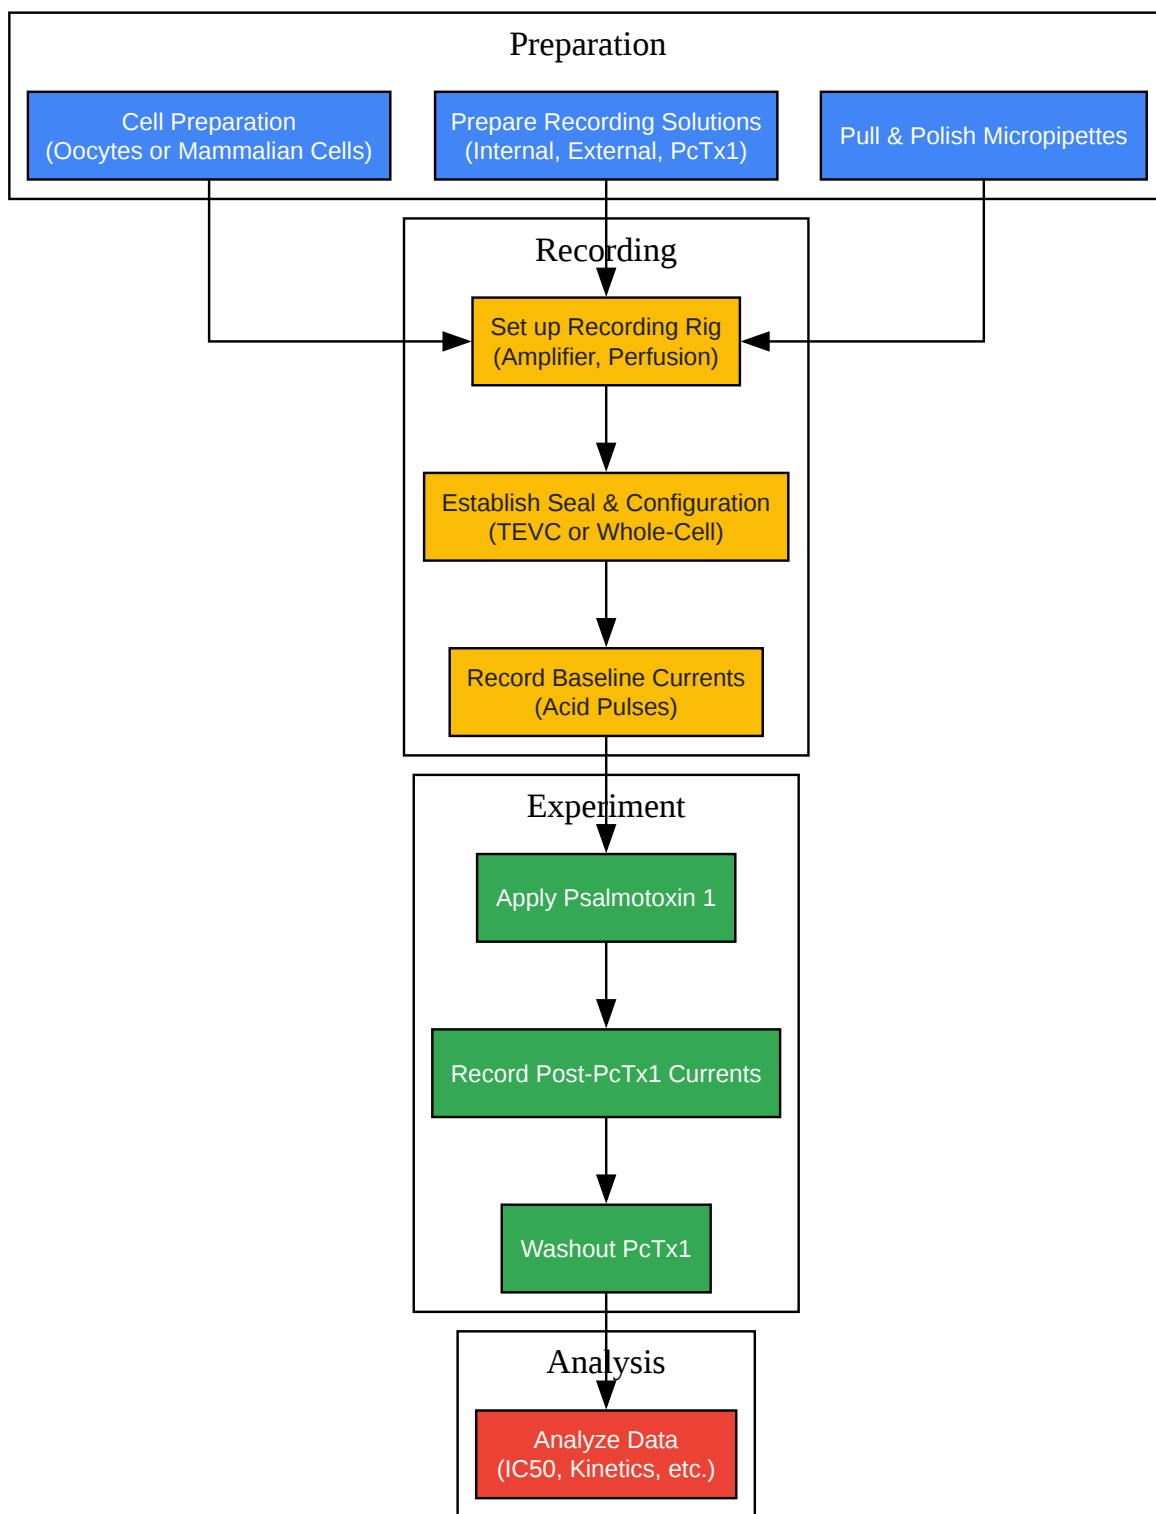 Preparation
Cell Preparation
(Oocytes or Mammalian Cells)
Prepare Recording Solutions
(Internal, External, PcTx1)
Pull & Polish Micropipettes
Recording
Set up Recording Rig
(Amplifier, Perfusion)
Establish Seal & Configuration
(TEVC or Whole-Cell)
Record Baseline Currents
(Acid Pulses)
Experiment
Apply Psalmotoxin 1
Record Post-PcTx1 Currents
Washout PcTx1
Analysis
Analyze Data
(IC50, Kinetics, etc.)